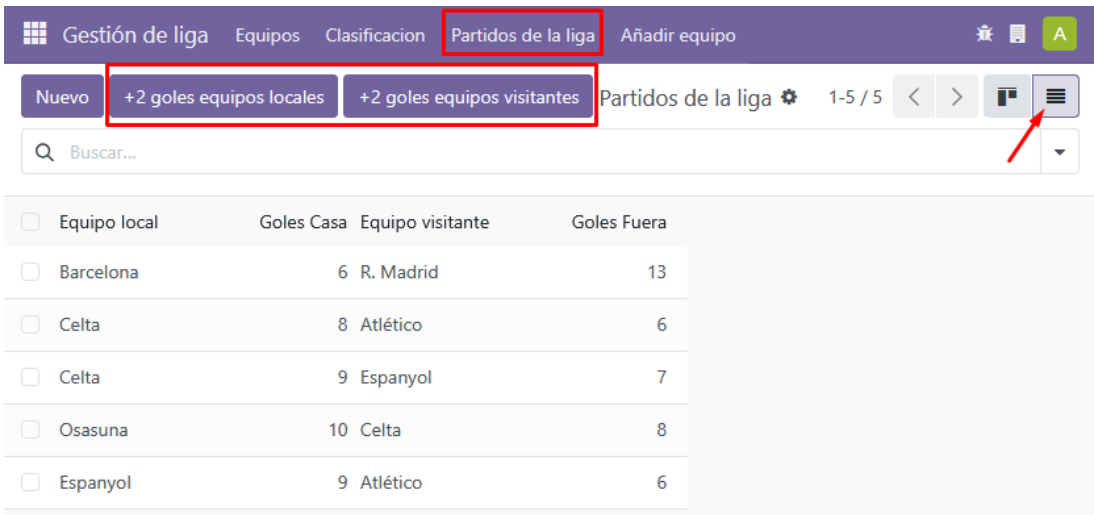 Gestión de liga Equipos Clasificacion Partidos de la liga Añadir equipo A
Nuevo +2 goles equipos locales +2 goles equipos visitantes Partidos de la liga 1-5 / 5
Buscar...
Equipo local Goles Casa Equipo visitante Goles Fuera
Barcelona 6 R. Madrid 13
Celta 8 Atlético 6
Celta 9 Espanyol 7
Osasuna 10 Celta 8
Espanyol 9 Atlético 6